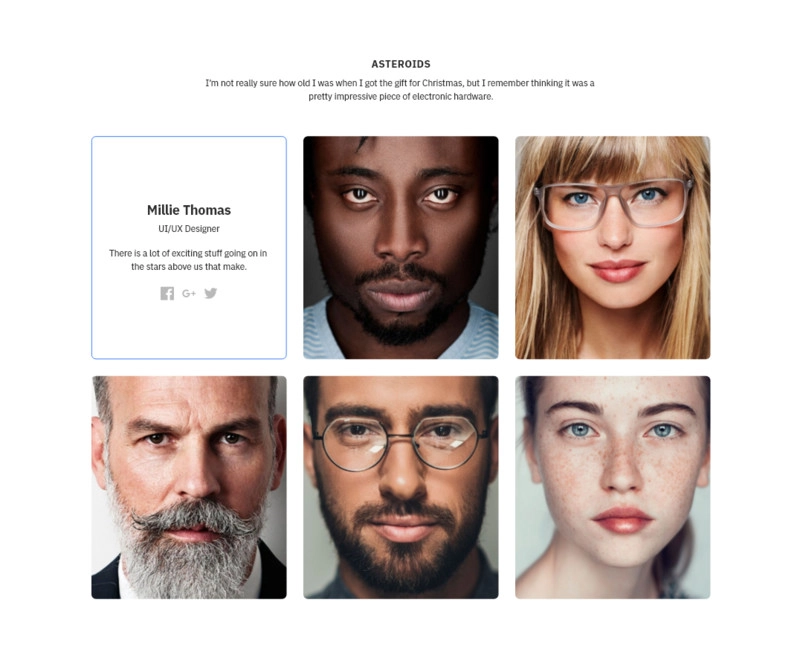 ASTEROIDS
I'm not really sure how old I was when I got the gift for Christmas, but I remember thinking it was a
pretty impressive piece of electronic hardware.
Millie Thomas
UI/UX Designer
There is a lot of exciting stuff going on in
the stars above us that make.
G+